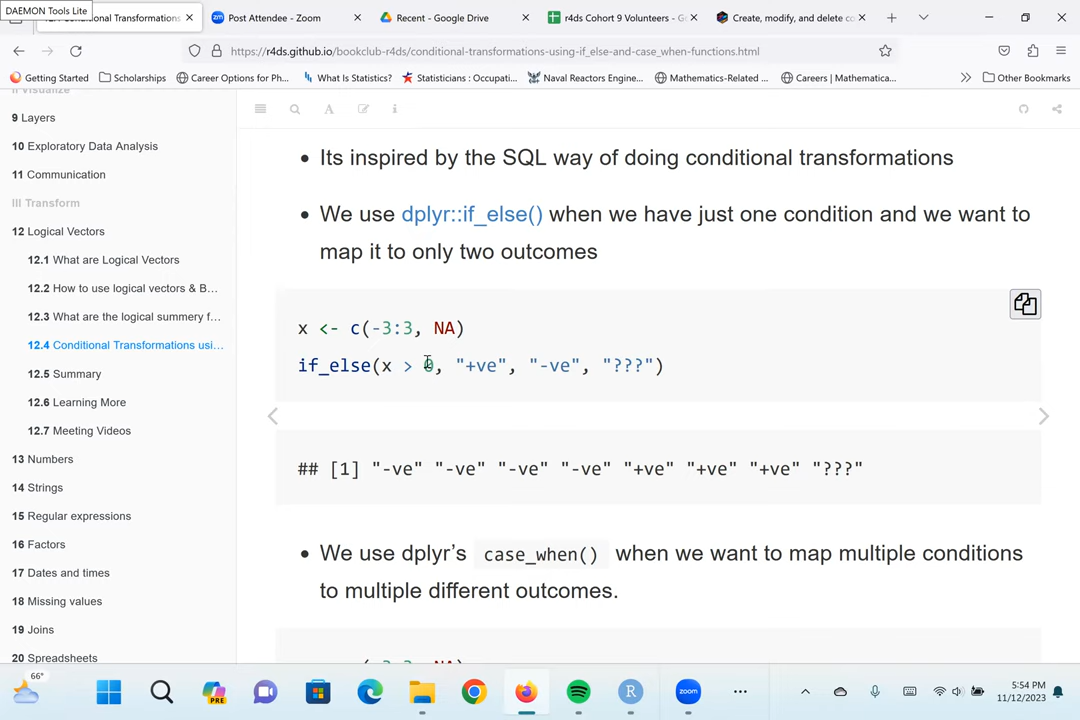 DAEMON Tools Lite
Conditional Transformations
Post Attendee - Zoom
Recent - Google Drive
r4ds Cohort 9 Volunteers - G
Create, modify, and delete co
https://r4ds.github.io/bookclub-r4ds/conditional-transformations-using-if_else-and-case_when-functions.html
Getting Started
Scholarships
Career Options for Ph...
What Is Statistics?
Statisticians : Occupati...
Naval Reactors Engine...
Mathematics-Related ...
Careers | Mathematica...
Other Bookmarks
II Visualize
9 Layers
10 Exploratory Data Analysis
11 Communication
III Transform
12 Logical Vectors
12.1 What are Logical Vectors
12.2 How to use logical vectors & B...
12.3 What are the logical summery f...
12.4 Conditional Transformations usi...
12.5 Summary
12.6 Learning More
12.7 Meeting Videos
13 Numbers
14 Strings
15 Regular expressions
16 Factors
17 Dates and times
18 Missing values
19 Joins
20 Spreadsheets
• Its inspired by the SQL way of doing conditional transformations
• We use dplyr::if_else() when we have just one condition and we want to
map it to only two outcomes
x <- c(-3:3, NA)
if_else(x > 0, "+ve", "-ve", "???")
## [1] "-ve" "-ve" "-ve" "-ve" "+ve" "+ve" "+ve" "???"
• We use dplyr’s case_when() when we want to map multiple conditions
to multiple different outcomes.
66°
PRE
zoom
5:54 PM
11/12/2023